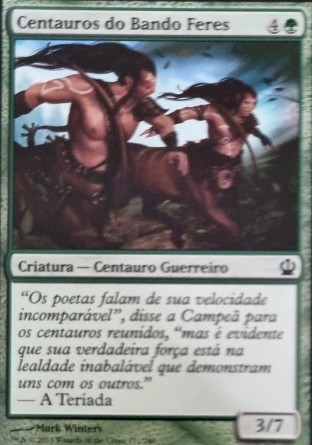 Centauros do Bando Feres 4
Criatura — Centauro Guerreiro
"Os poetas falam de sua velocidade
incomparável", disse a Campeã para
os centauros reunidos, "mas é evidente
que sua verdadeira força está na
lealdade inabalável que demonstram
uns com os outros."
— A Teriada
Mark Winters
3/7